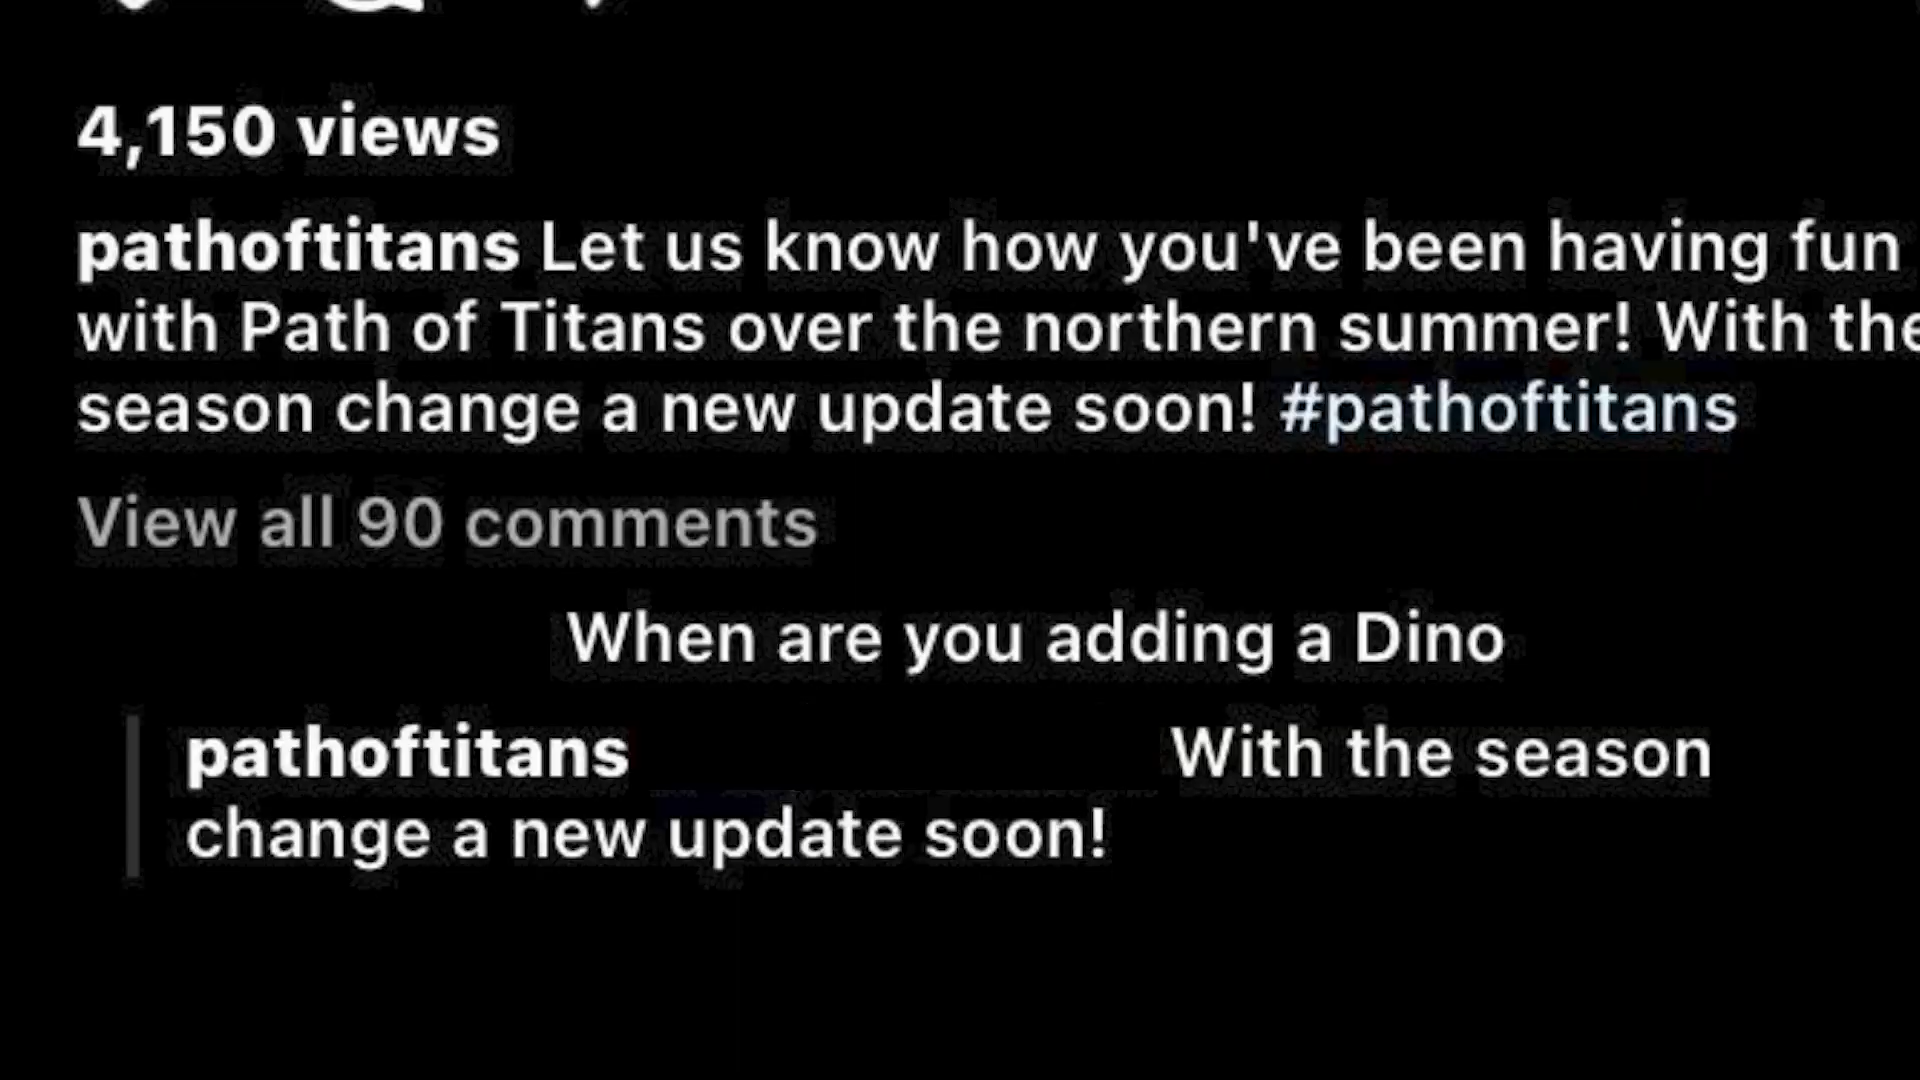 4,150 views
pathoftitans Let us know how you've been having fun
with Path of Titans over the northern summer! With the
season change a new update soon! #pathoftitans
View all 90 comments
When are you adding a Dino
pathoftitans With the season
change a new update soon!